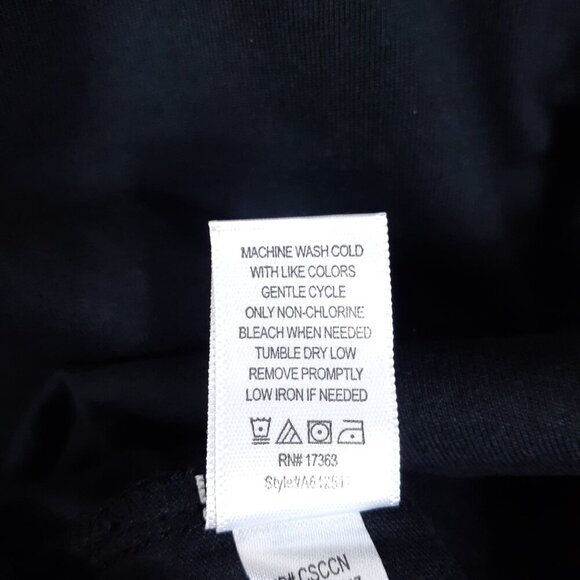 MACHINE WASH COLD
WITH LIKE COLORS
GENTLE CYCLE
ONLY NON-CHLORINE
BLEACH WHEN NEEDED
TUMBLE DRY LOW
REMOVE PROMPTLY
LOW IRON IF NEEDED
RN# 17363
CSCCN